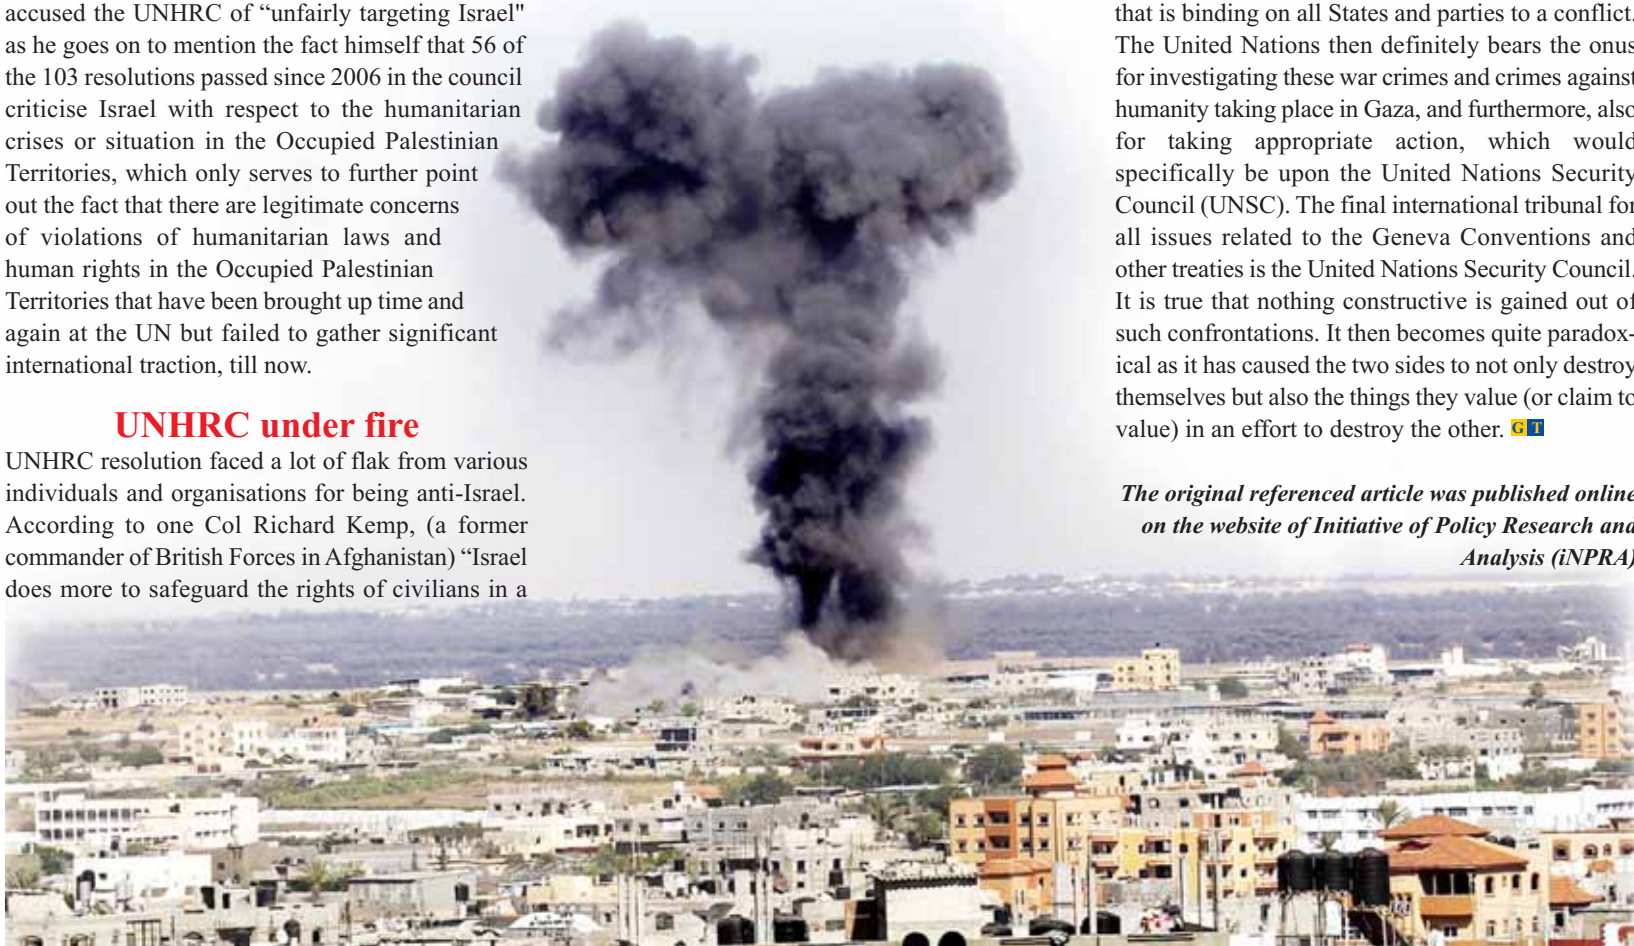 accused the UNHRC of “unfairly targeting Israel"
as he goes on to mention the fact himself that 56 of
the 103 resolutions passed since 2006 in the council
criticise Israel with respect to the humanitarian
crises or situation in the Occupied Palestinian
Territories, which only serves to further point
out the fact that there are legitimate concerns
of violations of humanitarian laws and
human rights in the Occupied Palestinian
Territories that have been brought up time and
again at the UN but failed to gather significant
international traction, till now.
UNHRC under fire
UNHRC resolution faced a lot of flak from various
individuals and organisations for being anti-Israel.
According to one Col Richard Kemp, (a former
commander of British Forces in Afghanistan) “Israel
does more to safeguard the rights of civilians in a
that is binding on all States and parties to a conflict.
The United Nations then definitely bears the onus
for investigating these war crimes and crimes against
humanity taking place in Gaza, and furthermore, also
for taking appropriate action, which would
specifically be upon the United Nations Security
Council (UNSC). The final international tribunal for
all issues related to the Geneva Conventions and
other treaties is the United Nations Security Council.
It is true that nothing constructive is gained out of
such confrontations. It then becomes quite paradox-
ical as it has caused the two sides to not only destroy
themselves but also the things they value (or claim to
value) in an effort to destroy the other. GT
The original referenced article was published online
on the website of Initiative of Policy Research and
Analysis (iNPRA)